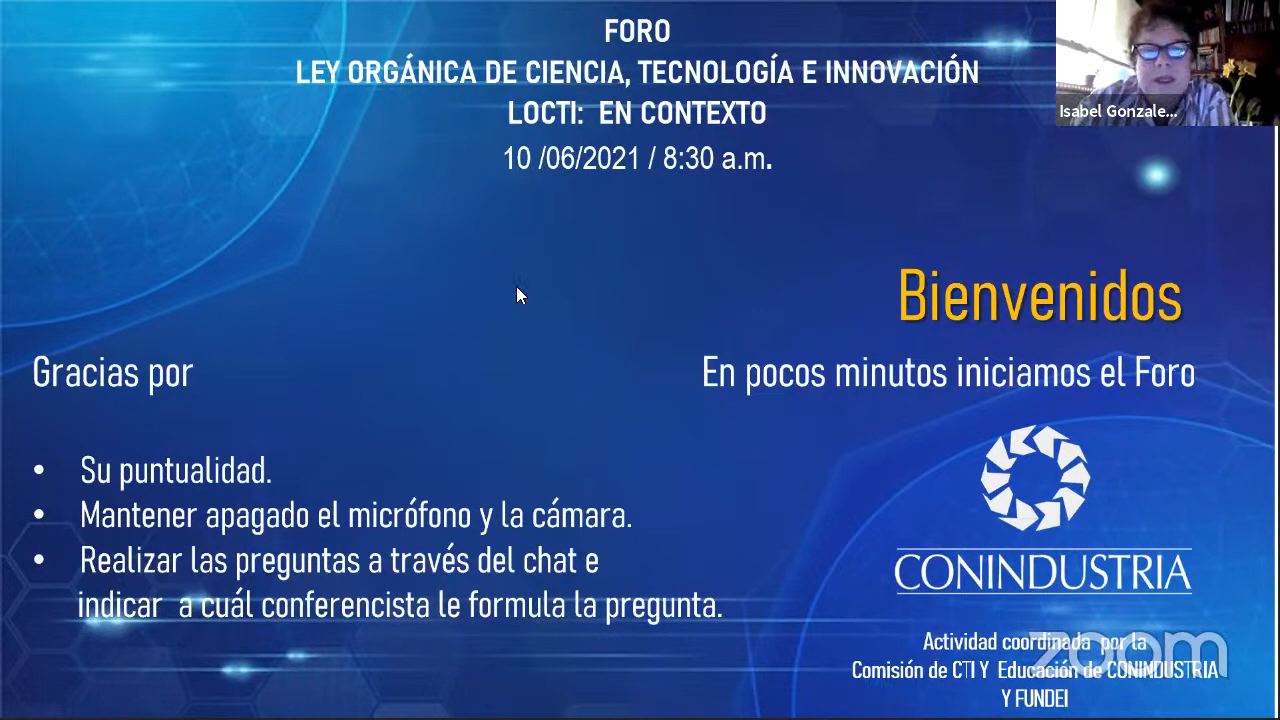 FORO
LEY ORGÁNICA DE CIENCIA, TECNOLOGÍA E INNOVACIÓN
LOCTI:  EN CONTEXTO
10 /06/2021 / 8:30 a.m.
Isabel Gonzale...
Bienvenidos
En pocos minutos iniciamos el Foro
Gracias por
• Su puntualidad.
• Mantener apagado el micrófono y la cámara.
• Realizar las preguntas a través del chat e
indicar  a cuál conferencista le formula la pregunta.
CONINDUSTRIA
Actividad coordinada  por la
Comisión de CTI Y  Educación de CONINDUSTRIA
Y FUNDEI
zoom